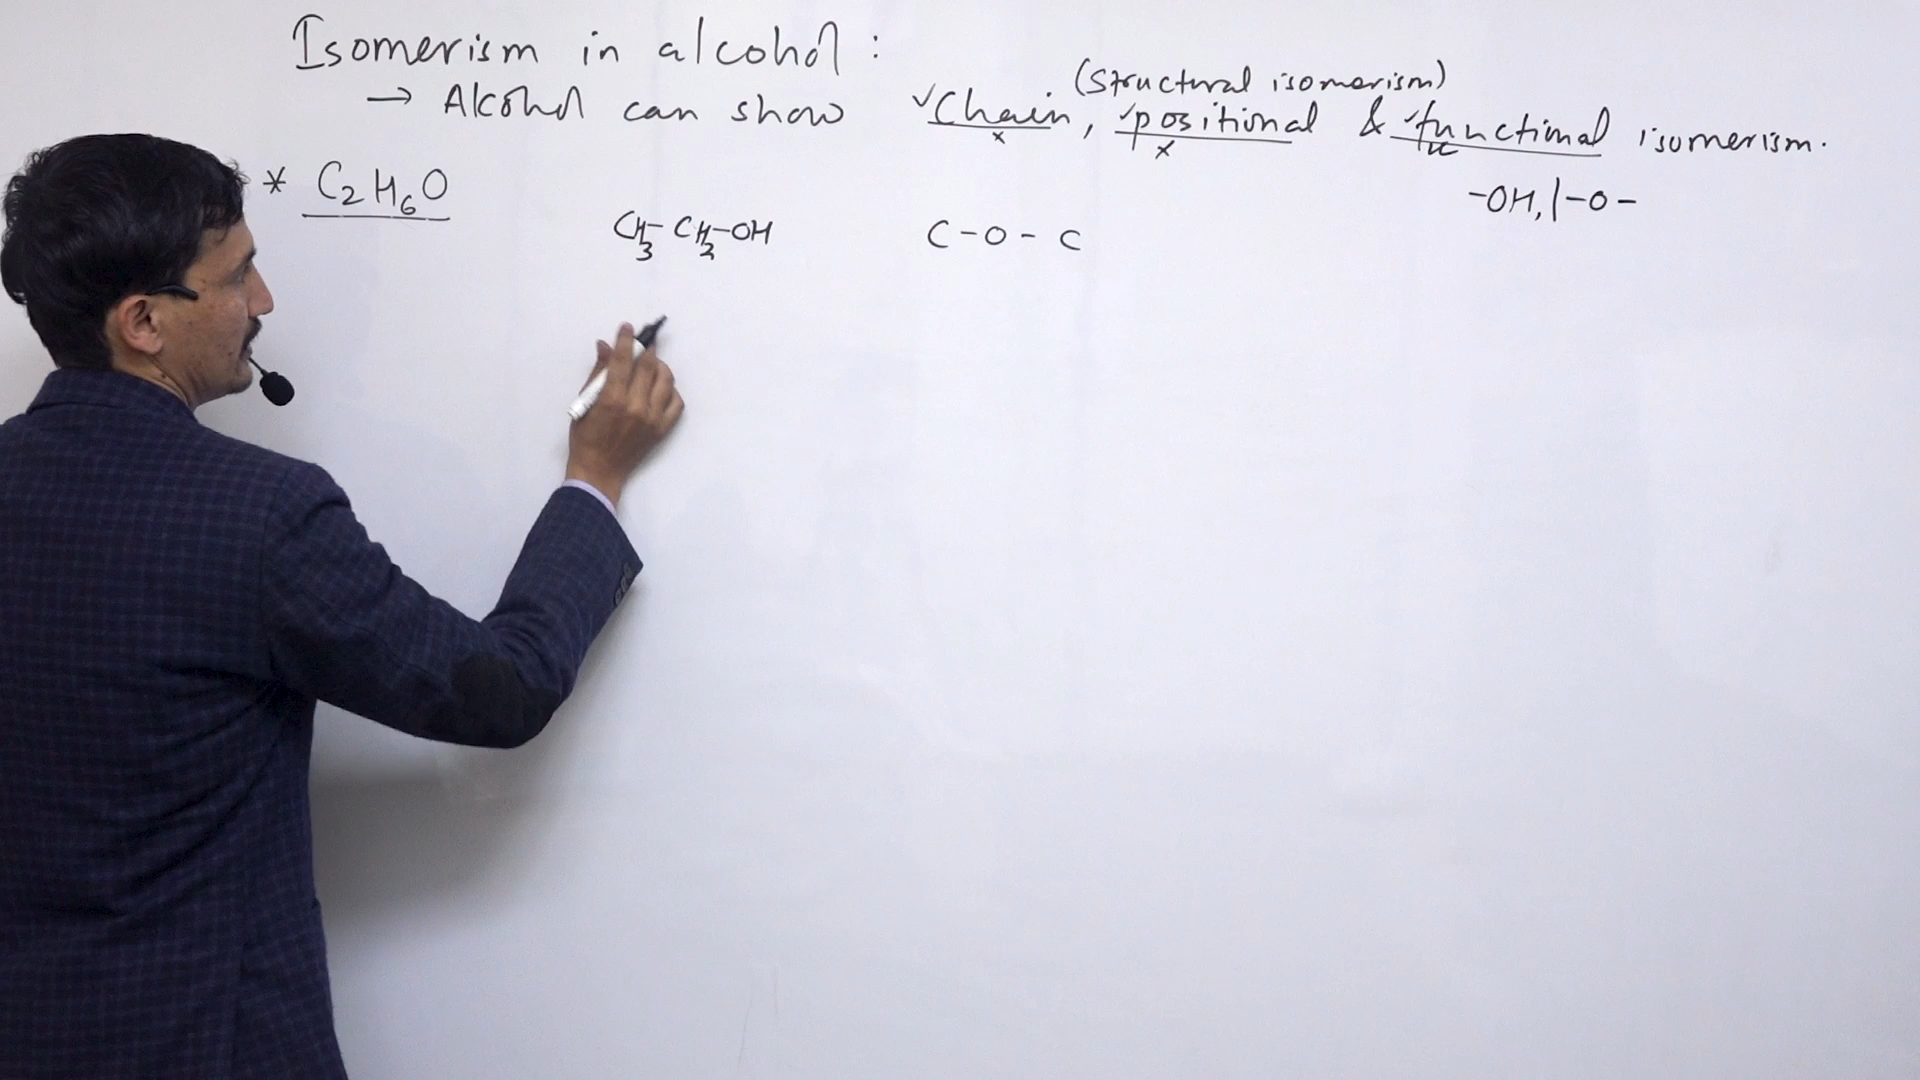 Isomerism in alcohol :
(Structural isomerism)
→ Alcohol can show ✓Chain, ✓positional & ✓functional isomerism.
x x ✓
* C₂H₆O
-OH, |-O-
CH₃-CH₂-OH C-O-C